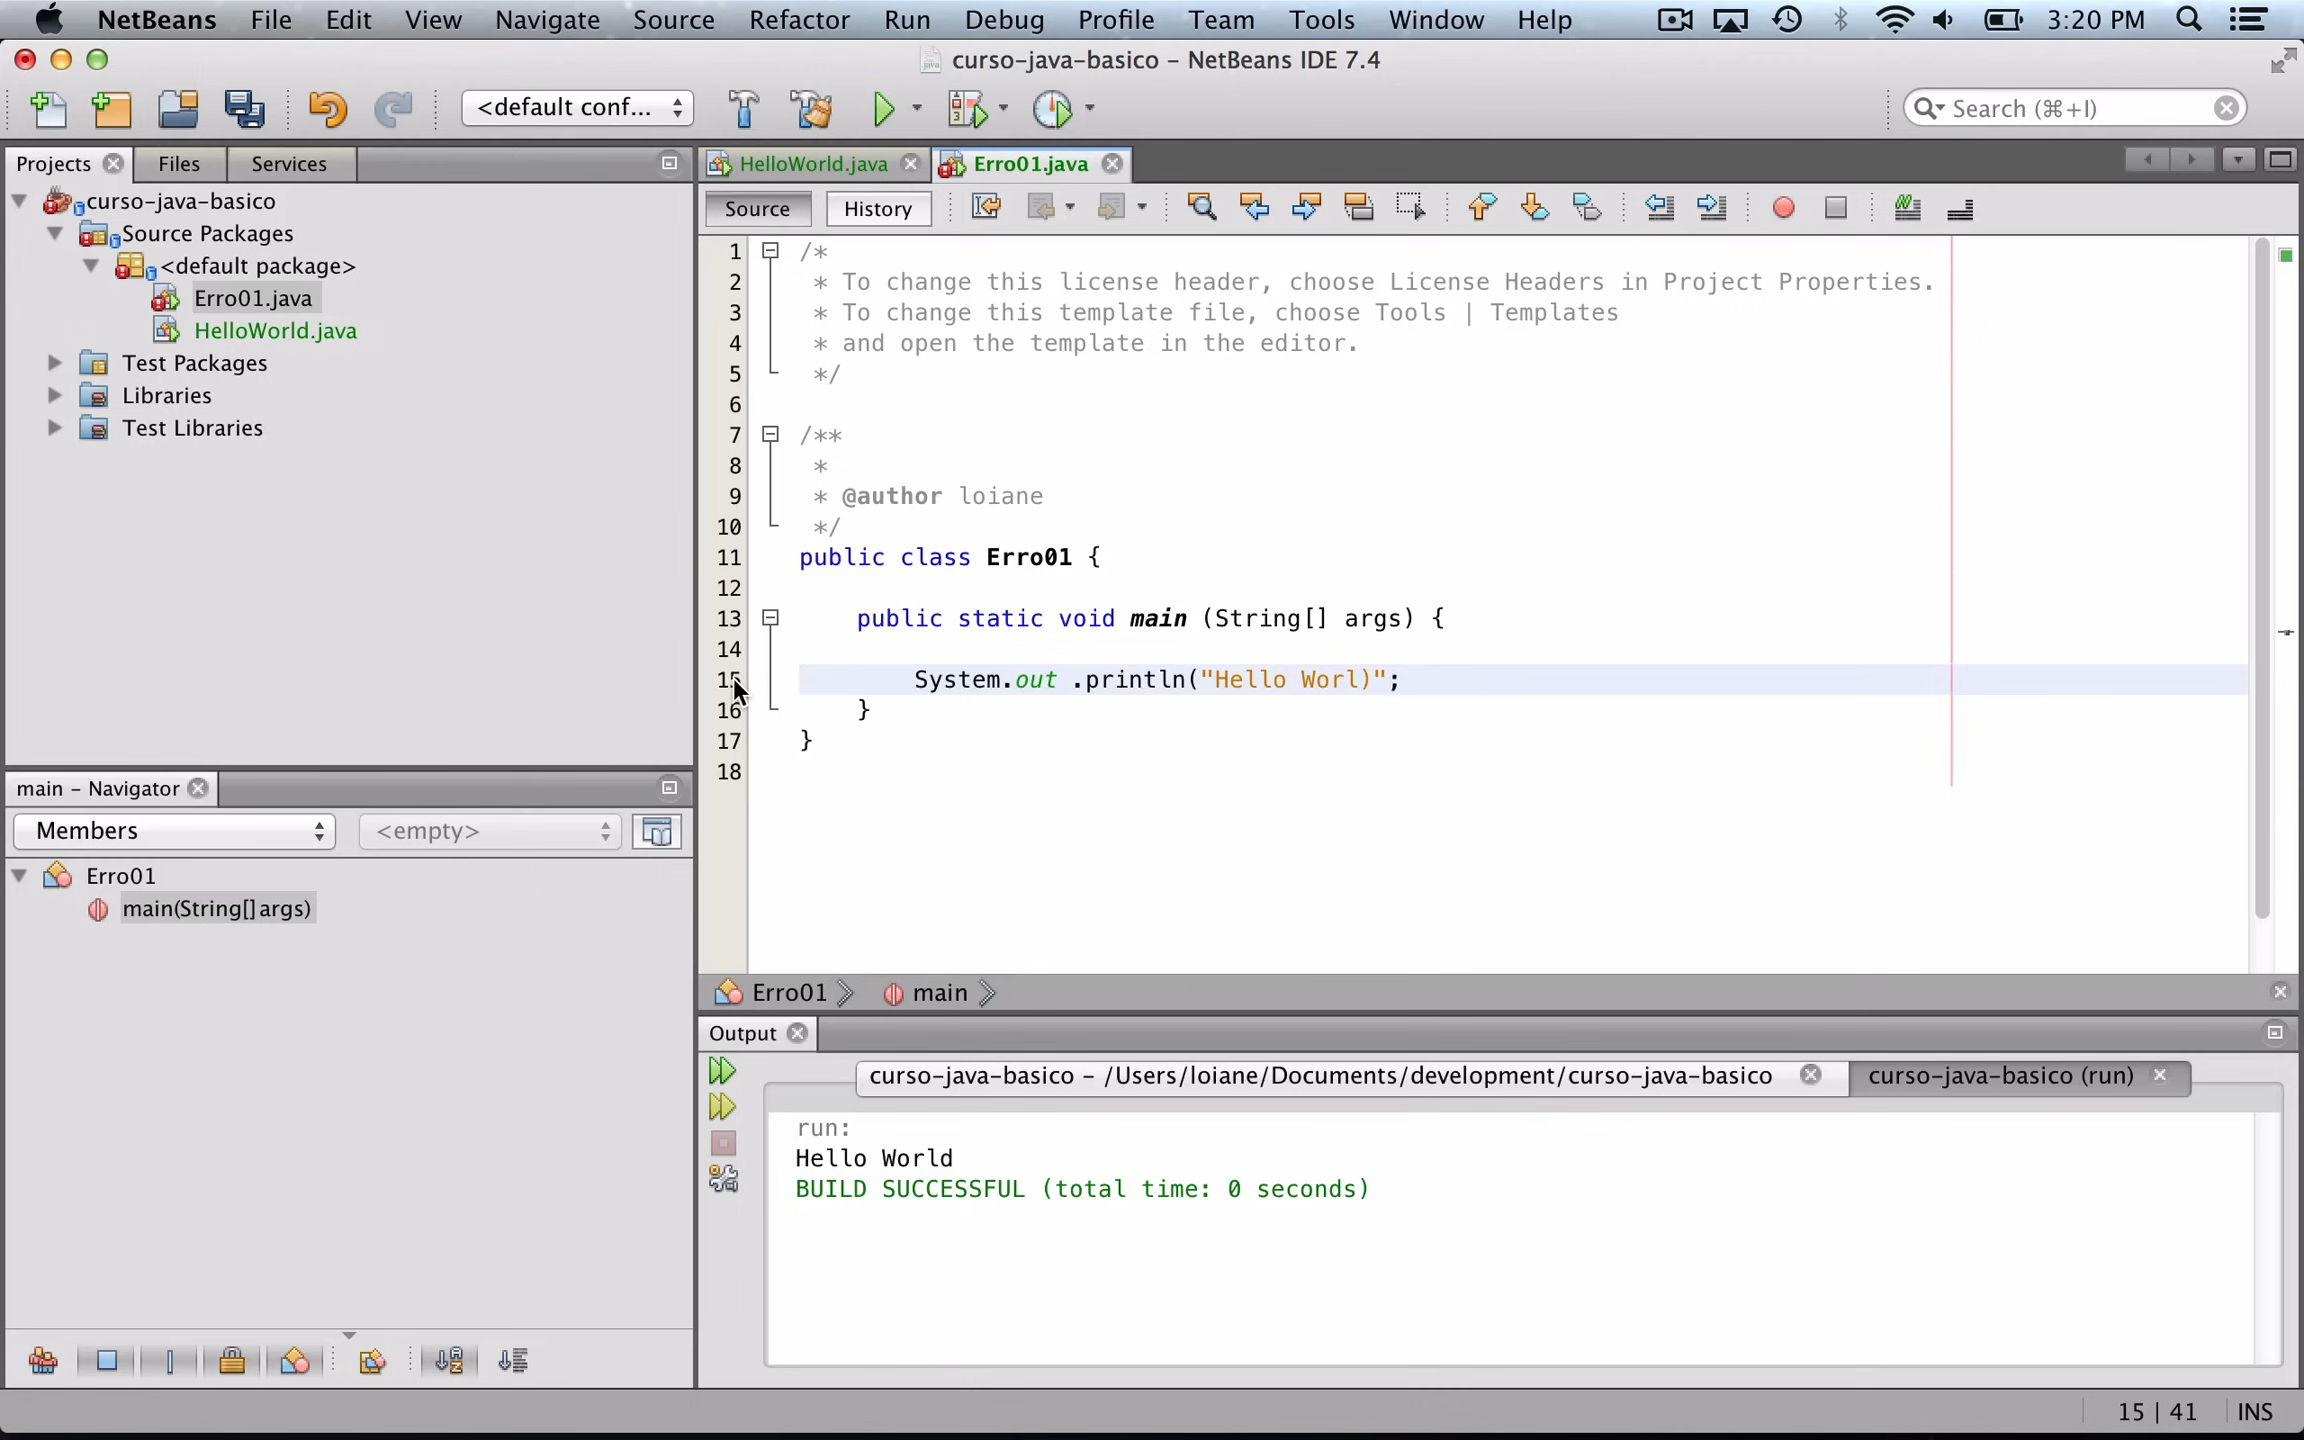 NetBeans File Edit View Navigate Source Refactor Run Debug Profile Team Tools Window Help 3:20 PM
curso-java-basico – NetBeans IDE 7.4
<default conf...
Search (⌘+I)
Projects Files Services
curso-java-basico
Source Packages
<default package>
Erro01.java
HelloWorld.java
Test Packages
Libraries
Test Libraries
main – Navigator
Members <empty>
Erro01
main(String[] args)
HelloWorld.java Erro01.java
Source History
1 /*
2 * To change this license header, choose License Headers in Project Properties.
3 * To change this template file, choose Tools | Templates
4 * and open the template in the editor.
5 */
6
7 /**
8 *
9 * @author loiane
10 */
11 public class Erro01 {
12
13 public static void main (String[] args) {
14
15 System.out .println("Hello Worl)";
16 }
17 }
18
Erro01 main
Output
curso-java-basico – /Users/loiane/Documents/development/curso-java-basico curso-java-basico (run)
run:
Hello World
BUILD SUCCESSFUL (total time: 0 seconds)
15 | 41 INS